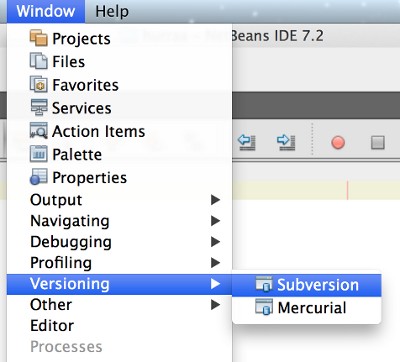 Window Help
Beans IDE 7.2
Projects
Files
Favorites
Services
Action Items
Palette
Properties
Output
Navigating
Debugging
Profiling
Versioning
Subversion
Mercurial
Other
Editor
Processes